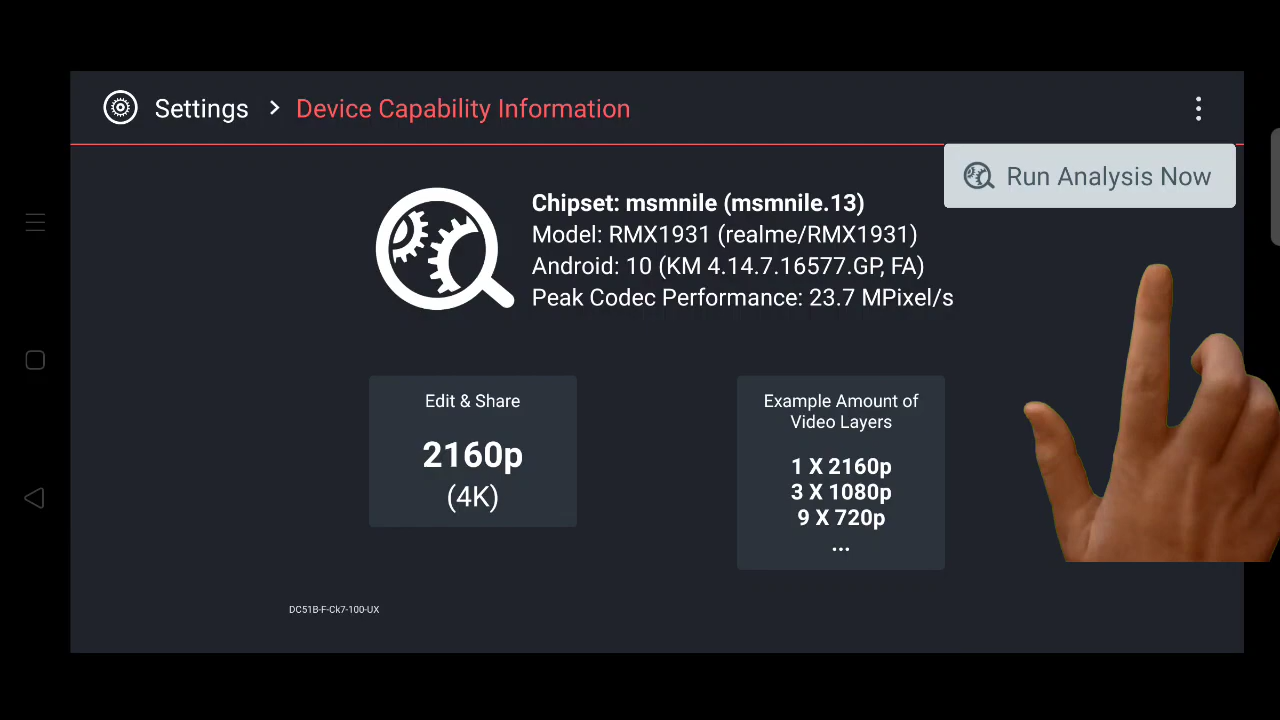 Settings > Device Capability Information
Run Analysis Now
Chipset: msmnile (msmnile.13)
Model: RMX1931 (realme/RMX1931)
Android: 10 (KM 4.14.7.16577.GP, FA)
Peak Codec Performance: 23.7 MPixel/s
Edit & Share
2160p
(4K)
Example Amount of
Video Layers
1 X 2160p
3 X 1080p
9 X 720p
...
DC51B-F-Ck7-100-UX